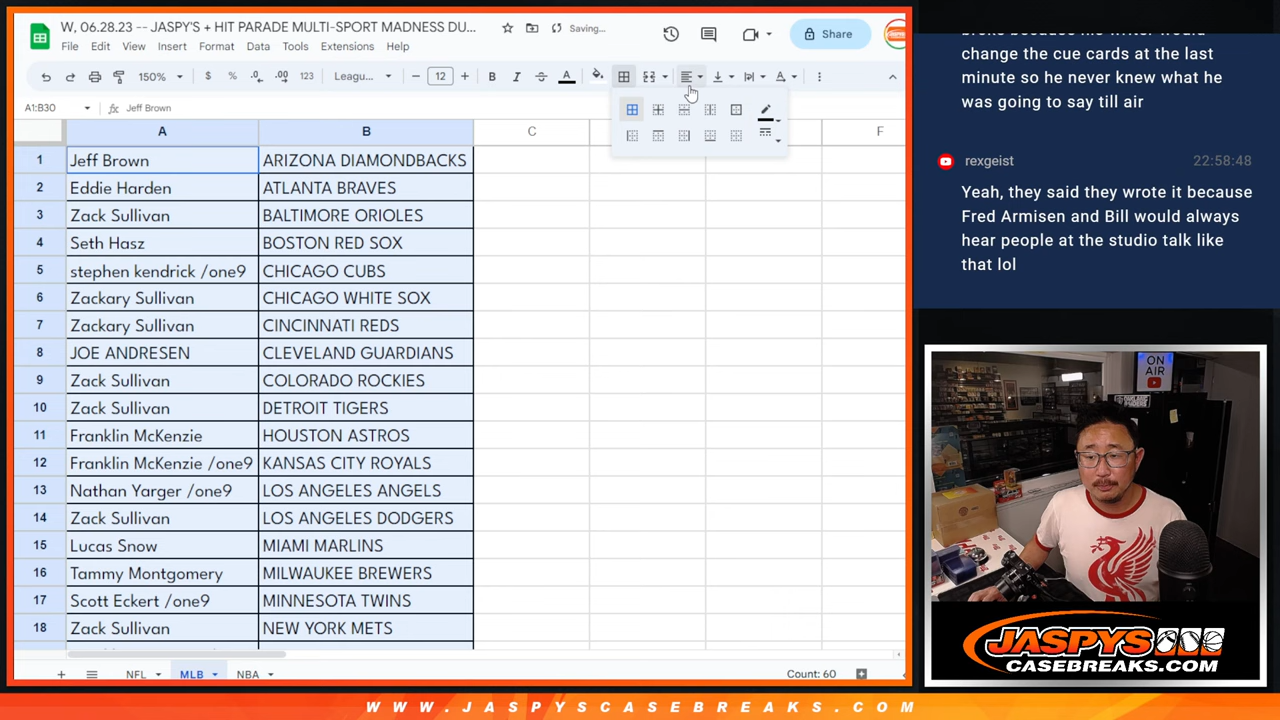 W, 06.28.23 -- JASPY'S + HIT PARADE MULTI-SPORT MADNESS DU...
Saving...
File Edit View Insert Format Data Tools Extensions Help
Share
150% $ % .0 .00 123 Leagu... 12 B I A
A1:B30 fx Jeff Brown
A B C F
1 Jeff Brown ARIZONA DIAMONDBACKS
2 Eddie Harden ATLANTA BRAVES
3 Zack Sullivan BALTIMORE ORIOLES
4 Seth Hasz BOSTON RED SOX
5 stephen kendrick /one9 CHICAGO CUBS
6 Zackary Sullivan CHICAGO WHITE SOX
7 Zackary Sullivan CINCINNATI REDS
8 JOE ANDRESEN CLEVELAND GUARDIANS
9 Zack Sullivan COLORADO ROCKIES
10 Zack Sullivan DETROIT TIGERS
11 Franklin McKenzie HOUSTON ASTROS
12 Franklin McKenzie /one9 KANSAS CITY ROYALS
13 Nathan Yarger /one9 LOS ANGELES ANGELS
14 Zack Sullivan LOS ANGELES DODGERS
15 Lucas Snow MIAMI MARLINS
16 Tammy Montgomery MILWAUKEE BREWERS
17 Scott Eckert /one9 MINNESOTA TWINS
18 Zack Sullivan NEW YORK METS
NFL MLB NBA Count: 60
change the cue cards at the last
minute so he never knew what he
was going to say till air
rexgeist 22:58:48
Yeah, they said they wrote it because
Fred Armisen and Bill would always
hear people at the studio talk like
that lol
ON
AIR
JASPYS
CASEBREAKS.COM
WWW.JASPYSCASEBREAKS.COM